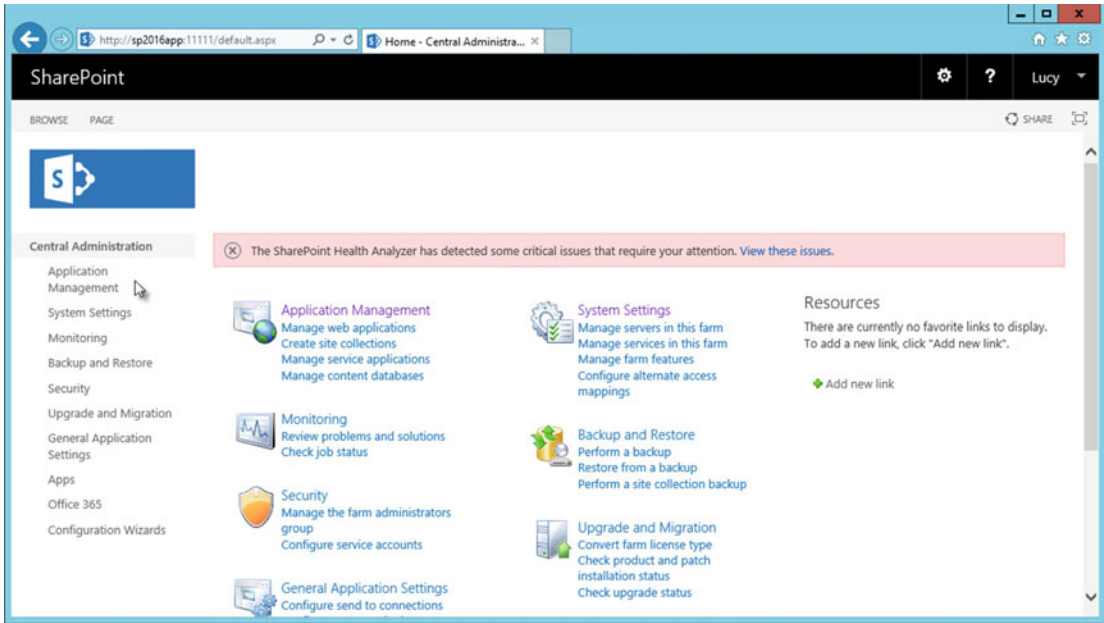 http://sp2016app:11111/default.aspx
Home - Central Administra...
SharePoint
?
Lucy
BROWSE PAGE
SHARE
S
Central Administration
Application
Management
System Settings
Monitoring
Backup and Restore
Security
Upgrade and Migration
General Application
Settings
Apps
Office 365
Configuration Wizards
The SharePoint Health Analyzer has detected some critical issues that require your attention. View these issues.
Application Management
Manage web applications
Create site collections
Manage service applications
Manage content databases
Monitoring
Review problems and solutions
Check job status
Security
Manage the farm administrators
group
Configure service accounts
General Application Settings
Configure send to connections
System Settings
Manage servers in this farm
Manage services in this farm
Manage farm features
Configure alternate access
mappings
Backup and Restore
Perform a backup
Restore from a backup
Perform a site collection backup
Upgrade and Migration
Convert farm license type
Check product and patch
installation status
Check upgrade status
Resources
There are currently no favorite links to display.
To add a new link, click "Add new link".
Add new link